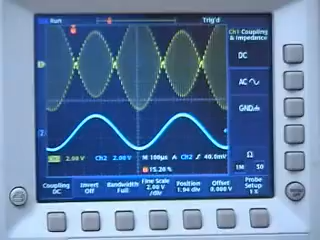 Run
Trig'd
Ch1 Coupling
& Impedance
DC
AC
GND
Ω
1M 50
2.00 V Ch2 2.00 V M 100µs A Ch2 40.0mV
15.20 %
Coupling
DC
Invert
Off
Bandwidth
Full
Fine Scale
2.00 V
/div
Position
1.94 div
Offset
0.000 V
Probe
Setup
1 X